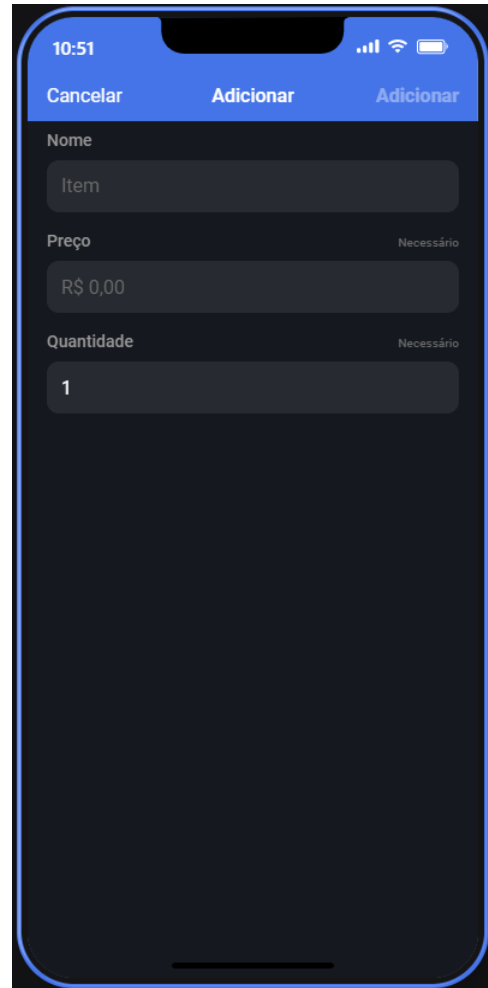 10:51
Cancelar Adicionar Adicionar
Nome
Item
Preço Necessário
R$ 0,00
Quantidade Necessário
1